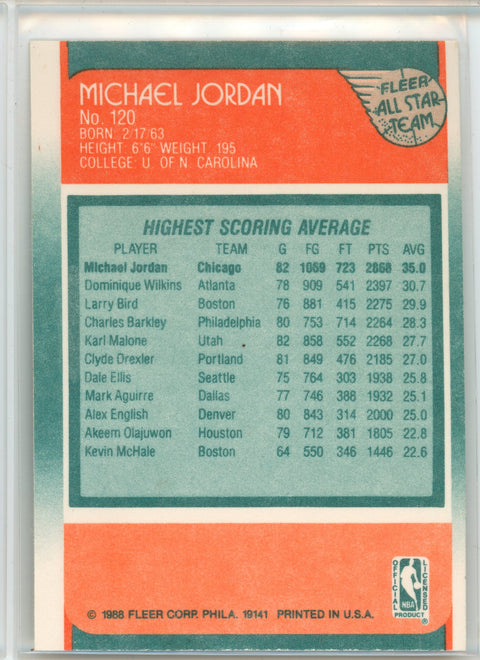 MICHAEL JORDAN
No. 120
BORN: 2/17/63
HEIGHT: 6'6" WEIGHT: 195
COLLEGE: U. OF N. CAROLINA
FLEER
ALL STAR
TEAM
HIGHEST SCORING AVERAGE
PLAYER TEAM G FG FT PTS AVG
Michael Jordan Chicago 82 1069 723 2868 35.0
Dominique Wilkins Atlanta 78 909 541 2397 30.7
Larry Bird Boston 76 881 415 2275 29.9
Charles Barkley Philadelphia 80 753 714 2264 28.3
Karl Malone Utah 82 858 552 2268 27.7
Clyde Drexler Portland 81 849 476 2185 27.0
Dale Ellis Seattle 75 764 303 1938 25.8
Mark Aguirre Dallas 77 746 388 1932 25.1
Alex English Denver 80 843 314 2000 25.0
Akeem Olajuwon Houston 79 712 381 1805 22.8
Kevin McHale Boston 64 550 346 1446 22.6
OFFICIAL LICENSED
NBA
PRODUCT ®
© 1988 FLEER CORP. PHILA. 19141 PRINTED IN U.S.A.